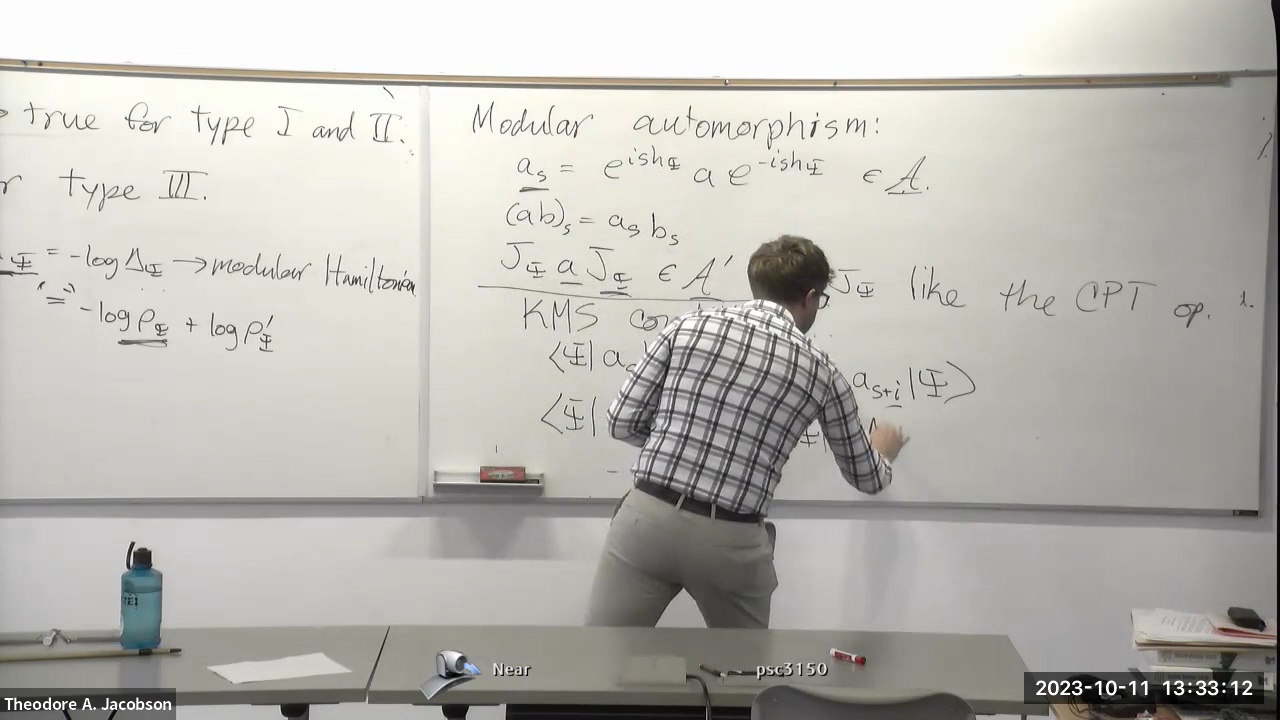 true for type I and II.
type III.
= -log Δ_Ψ → modular Hamiltonian
"="
-log ρ_Ψ + log ρ'_Ψ
Modular automorphism:
a_s = e^{ish_Ψ} a e^{-ish_Ψ} ∈ A.
(ab)_s = a_s b_s
J_Ψ a J_Ψ ∈ A' J_Ψ like the CPT op.
KMS
⟨Ψ| a_s a_{s+i} |Ψ⟩
⟨Ψ|
Near
psc3150
2023-10-11 13:33:12
Theodore A. Jacobson